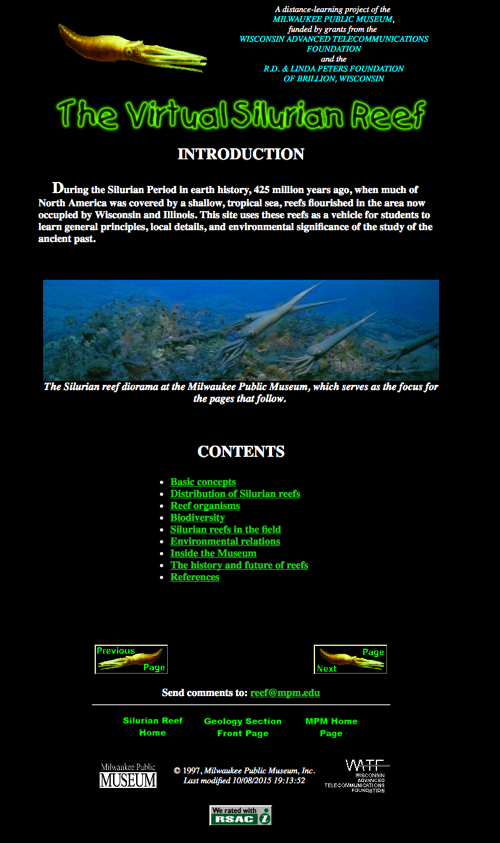 A distance-learning project of the
MILWAUKEE PUBLIC MUSEUM,
funded by grants from the
WISCONSIN ADVANCED TELECOMMUNICATIONS
FOUNDATION
and the
R.D. & LINDA PETERS FOUNDATION
OF BRILLION, WISCONSIN
The Virtual Silurian Reef
INTRODUCTION
During the Silurian Period in earth history, 425 million years ago, when much of
North America was covered by a shallow, tropical sea, reefs flourished in the area now
occupied by Wisconsin and Illinois. This site uses these reefs as a vehicle for students to
learn general principles, local details, and environmental significance of the study of the
ancient past.
The Silurian reef diorama at the Milwaukee Public Museum, which serves as the focus for
the pages that follow.
CONTENTS
Basic concepts
Distribution of Silurian reefs
Reef organisms
Biodiversity
Silurian reefs in the field
Environmental relations
Inside the Museum
The history and future of reefs
References
Previous
Page
Page
Next
Send comments to: reef@mpm.edu
Silurian Reef
Home
Geology Section
Front Page
MPM Home
Page
Milwaukee Public
MUSEUM
© 1997, Milwaukee Public Museum, Inc.
Last modified 10/08/2015 19:13:52
WATF
WISCONSIN
ADVANCED
TELECOMMUNICATIONS
FOUNDATION
We rated with
RSAC i